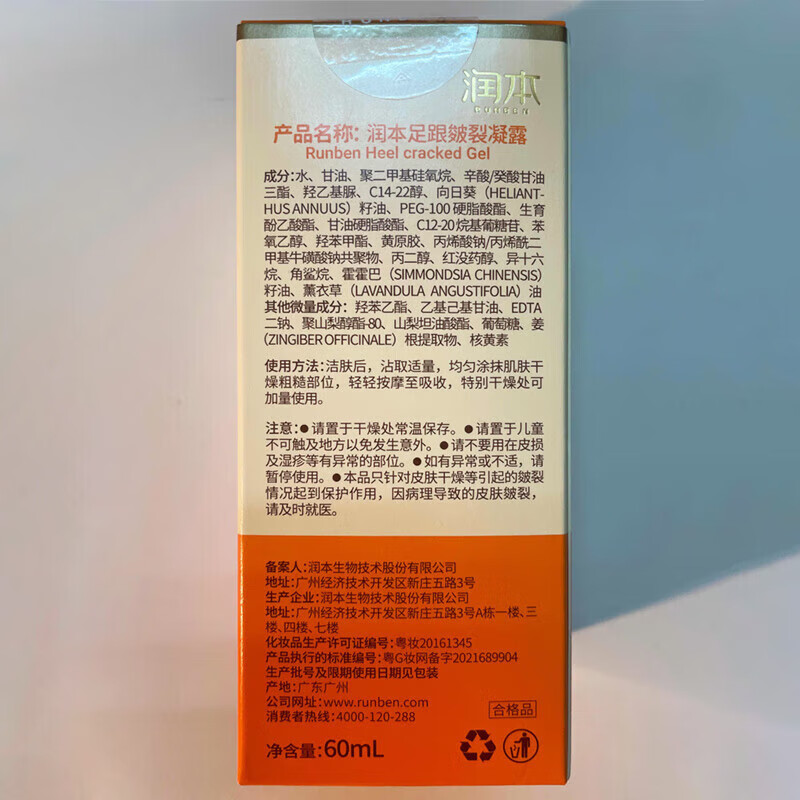 润本
RUNBEN
产品名称: 润本足跟皴裂凝露
Runben Heel cracked Gel
成分:水、甘油、聚二甲基硅氧烷、辛酸/癸酸甘油
三酯、羟乙基脲、C14-22醇、向日葵（HELIANT-
HUS ANNUUS）籽油、PEG-100 硬脂酸酯、生育
酚乙酸酯、甘油硬脂酸酯、C12-20 烷基葡糖苷、苯
氧乙醇、羟苯甲酯、黄原胶、丙烯酸钠/丙烯酰二
甲基牛磺酸钠共聚物、丙二醇、红没药醇、异十六
烷、角鲨烷、霍霍巴（SIMMONDSIA CHINENSIS）
籽油、薰衣草（LAVANDULA ANGUSTIFOLIA）油
其他微量成分：羟苯乙酯、乙基己基甘油、EDTA
二钠、聚山梨醇酯-80、山梨坦油酸酯、葡萄糖、姜
(ZINGIBER OFFICINALE）根提取物、核黄素
使用方法:洁肤后，沾取适量，均匀涂抹肌肤干
燥粗糙部位，轻轻按摩至吸收，特别干燥处可
加量使用。
注意:●请置于干燥处常温保存。●请置于儿童
不可触及地方以免发生意外。●请不要用在皮损
及湿疹等有异常的部位。●如有异常或不适，请
暂停使用。●本品只针对皮肤干燥等引起的皴裂
情况起到保护作用，因病理导致的皮肤皴裂，
请及时就医。
备案人:润本生物技术股份有限公司
地址:广州经济技术开发区新庄五路3号
生产企业:润本生物技术股份有限公司
地址:广州经济技术开发区新庄五路3号A栋一楼、三
楼、四楼、七楼
化妆品生产许可证编号:粤妆20161345
产品执行的标准编号:粤G妆网备字2021689904
生产批号及限期使用日期见包装
产地:广东广州
公司网址:www.runben.com
消费者热线:4000-120-288
合格品
净含量:60mL